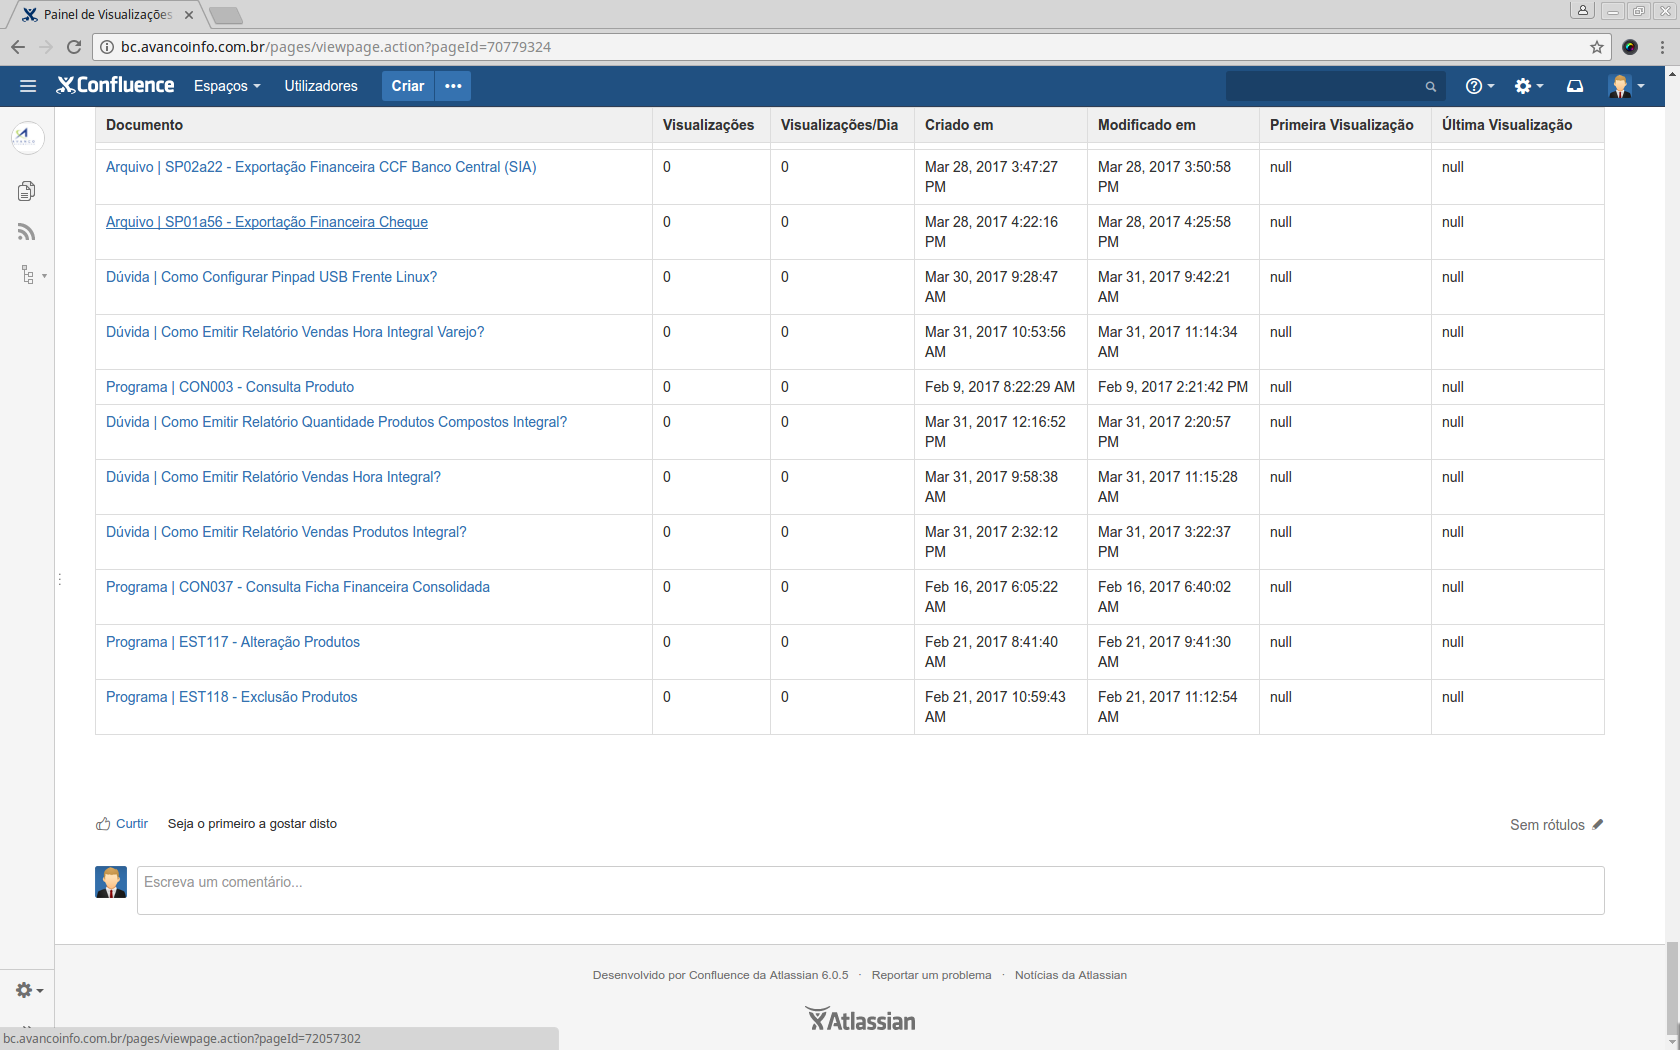 Painel de Visualizações
bc.avancoinfo.com.br/pages/viewpage.action?pageId=70779324
Confluence Espaços Utilizadores Criar •••
Documento Visualizações Visualizações/Dia Criado em Modificado em Primeira Visualização Última Visualização
Arquivo | SP02a22 - Exportação Financeira CCF Banco Central (SIA) 0 0 Mar 28, 2017 3:47:27 Mar 28, 2017 3:50:58 null null
PM PM
Arquivo | SP01a56 - Exportação Financeira Cheque 0 0 Mar 28, 2017 4:22:16 Mar 28, 2017 4:25:58 null null
PM PM
Dúvida | Como Configurar Pinpad USB Frente Linux? 0 0 Mar 30, 2017 9:28:47 Mar 31, 2017 9:42:21 null null
AM AM
Dúvida | Como Emitir Relatório Vendas Hora Integral Varejo? 0 0 Mar 31, 2017 10:53:56 Mar 31, 2017 11:14:34 null null
AM AM
Programa | CON003 - Consulta Produto 0 0 Feb 9, 2017 8:22:29 AM Feb 9, 2017 2:21:42 PM null null
Dúvida | Como Emitir Relatório Quantidade Produtos Compostos Integral? 0 0 Mar 31, 2017 12:16:52 Mar 31, 2017 2:20:57 null null
PM PM
Dúvida | Como Emitir Relatório Vendas Hora Integral? 0 0 Mar 31, 2017 9:58:38 Mar 31, 2017 11:15:28 null null
AM AM
Dúvida | Como Emitir Relatório Vendas Produtos Integral? 0 0 Mar 31, 2017 2:32:12 Mar 31, 2017 3:22:37 null null
PM PM
Programa | CON037 - Consulta Ficha Financeira Consolidada 0 0 Feb 16, 2017 6:05:22 Feb 16, 2017 6:40:02 null null
AM AM
Programa | EST117 - Alteração Produtos 0 0 Feb 21, 2017 8:41:40 Feb 21, 2017 9:41:30 null null
AM AM
Programa | EST118 - Exclusão Produtos 0 0 Feb 21, 2017 10:59:43 Feb 21, 2017 11:12:54 null null
AM AM
Curtir Seja o primeiro a gostar disto Sem rótulos
Escreva um comentário...
Desenvolvido por Confluence da Atlassian 6.0.5 · Reportar um problema · Notícias da Atlassian
Atlassian
bc.avancoinfo.com.br/pages/viewpage.action?pageId=72057302